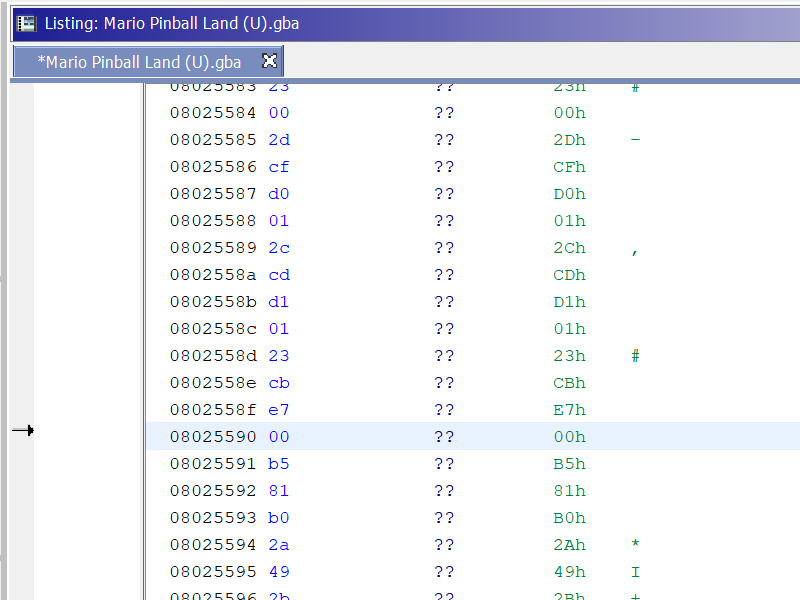 Listing: Mario Pinball Land (U).gba
*Mario Pinball Land (U).gba
08025583 23 ?? 23h #
08025584 00 ?? 00h
08025585 2d ?? 2Dh -
08025586 cf ?? CFh
08025587 d0 ?? D0h
08025588 01 ?? 01h
08025589 2c ?? 2Ch ,
0802558a cd ?? CDh
0802558b d1 ?? D1h
0802558c 01 ?? 01h
0802558d 23 ?? 23h #
0802558e cb ?? CBh
0802558f e7 ?? E7h
08025590 00 ?? 00h
08025591 b5 ?? B5h
08025592 81 ?? 81h
08025593 b0 ?? B0h
08025594 2a ?? 2Ah *
08025595 49 ?? 49h I
08025596 2b ?? 2Bh +